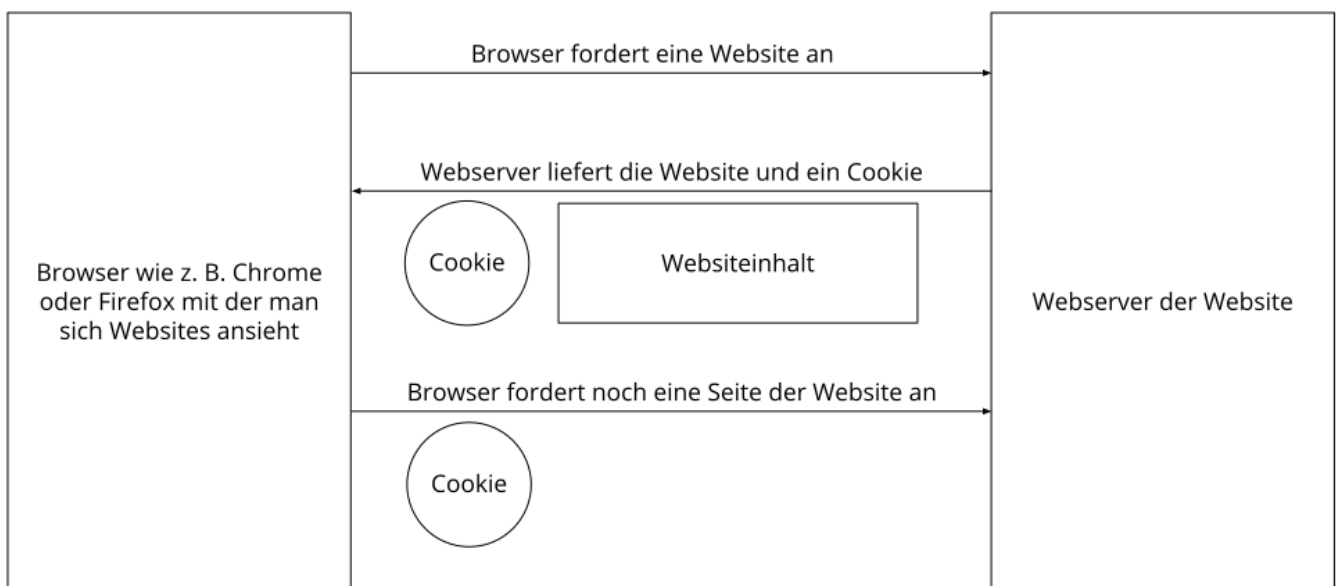 Browser fordert eine Website an
Webserver liefert die Website und ein Cookie
Cookie
Websiteinhalt
Browser wie z. B. Chrome
oder Firefox mit der man
sich Websites ansieht
Webserver der Website
Browser fordert noch eine Seite der Website an
Cookie